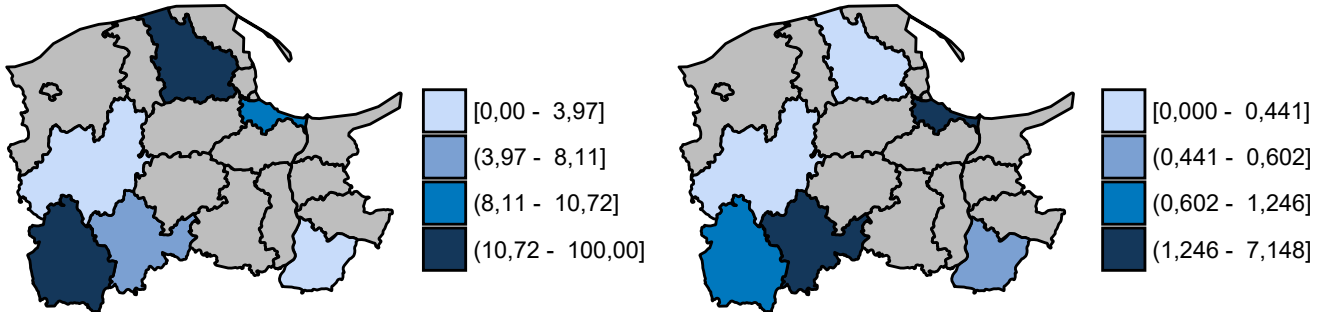 [0,00 - 3,97]
(3,97 - 8,11]
(8,11 - 10,72]
(10,72 - 100,00]
[0,000 - 0,441]
(0,441 - 0,602]
(0,602 - 1,246]
(1,246 - 7,148]